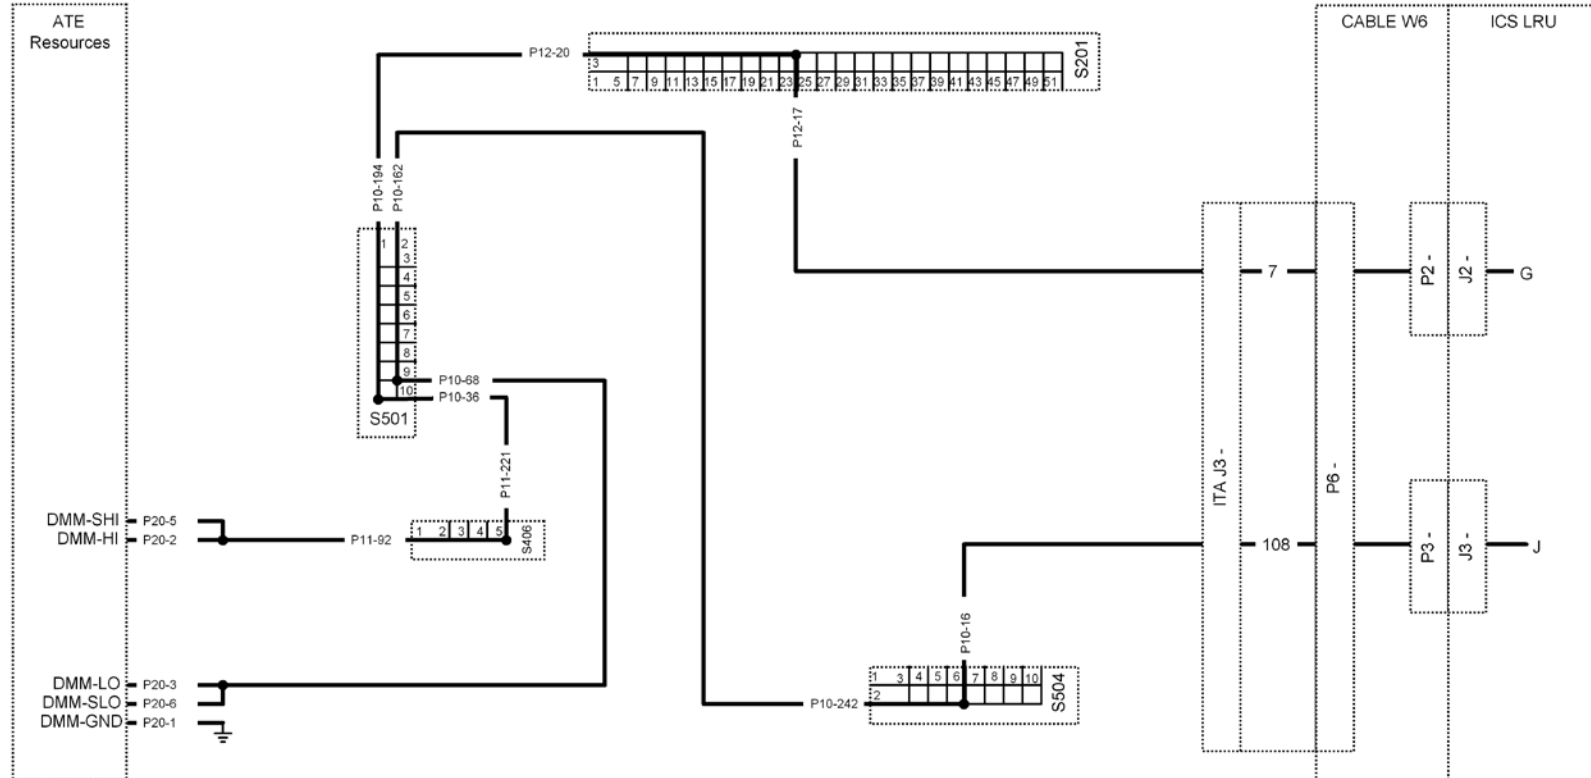 ATE
Resources
CABLE W6
ICS LRU
P12-20
3
1 5 7 9 11 13 15 17 19 21 23 25 27 29 31 33 35 37 39 41 43 45 47 49 51
S201
P12-17
P10-194
P10-162
1 2
3
4
5
6
7
8
9
10
S501
P10-68
P10-36
P11-221
7
P2 -
J2 -
G
ITA J3 -
P6 -
DMM-SHI P20-5
DMM-HI P20-2
P11-92
1 2 3 4 5
S406
108
P3 -
J3 -
J
P10-16
DMM-LO P20-3
DMM-SLO P20-6
DMM-GND P20-1
P10-242
1 3 4 5 6 7 8 9 10
2
S504